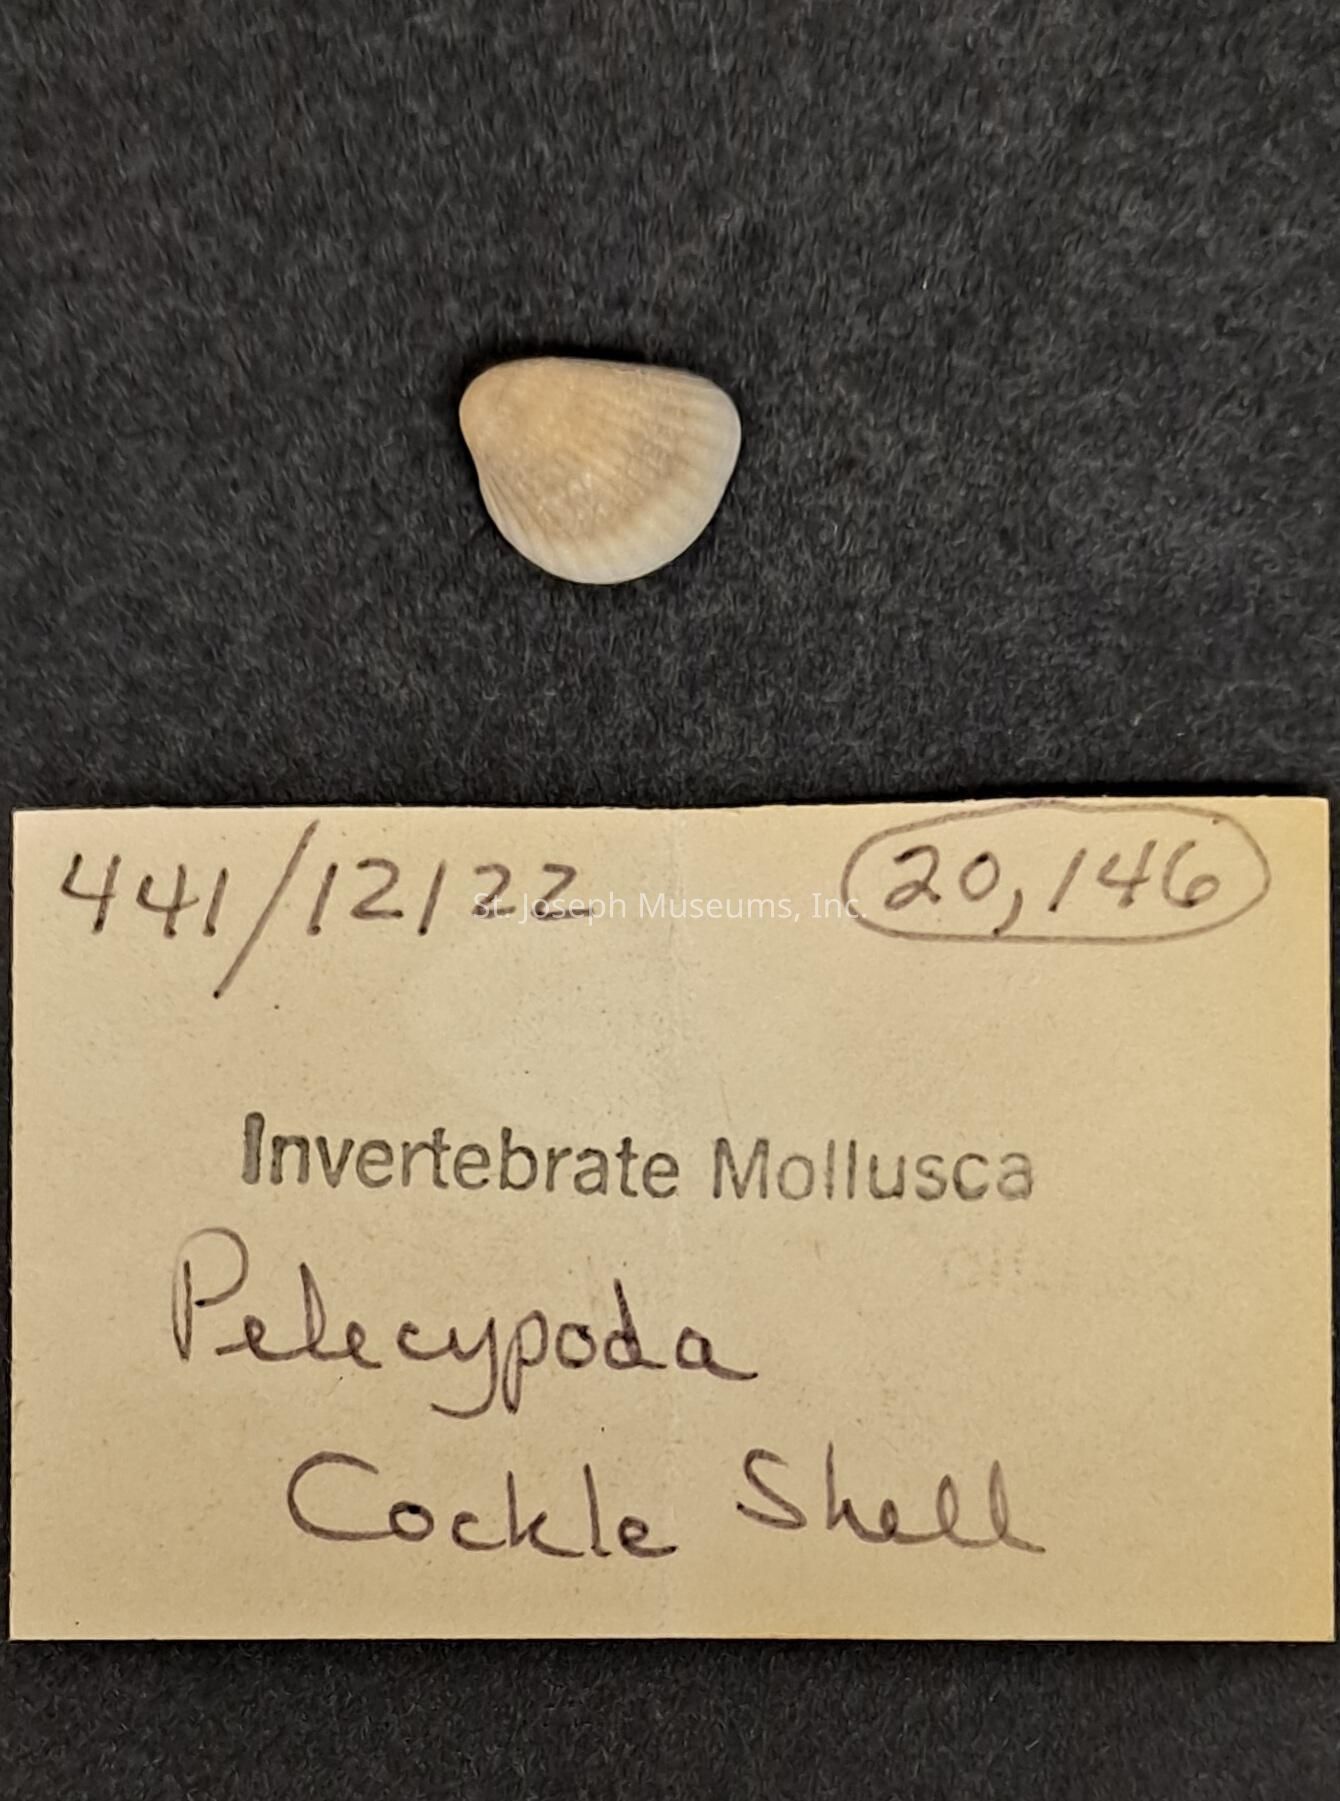 441/12122 20,146
St. Joseph Museums, Inc.
Invertebrate Mollusca
Pelecypoda
Cockle Shell